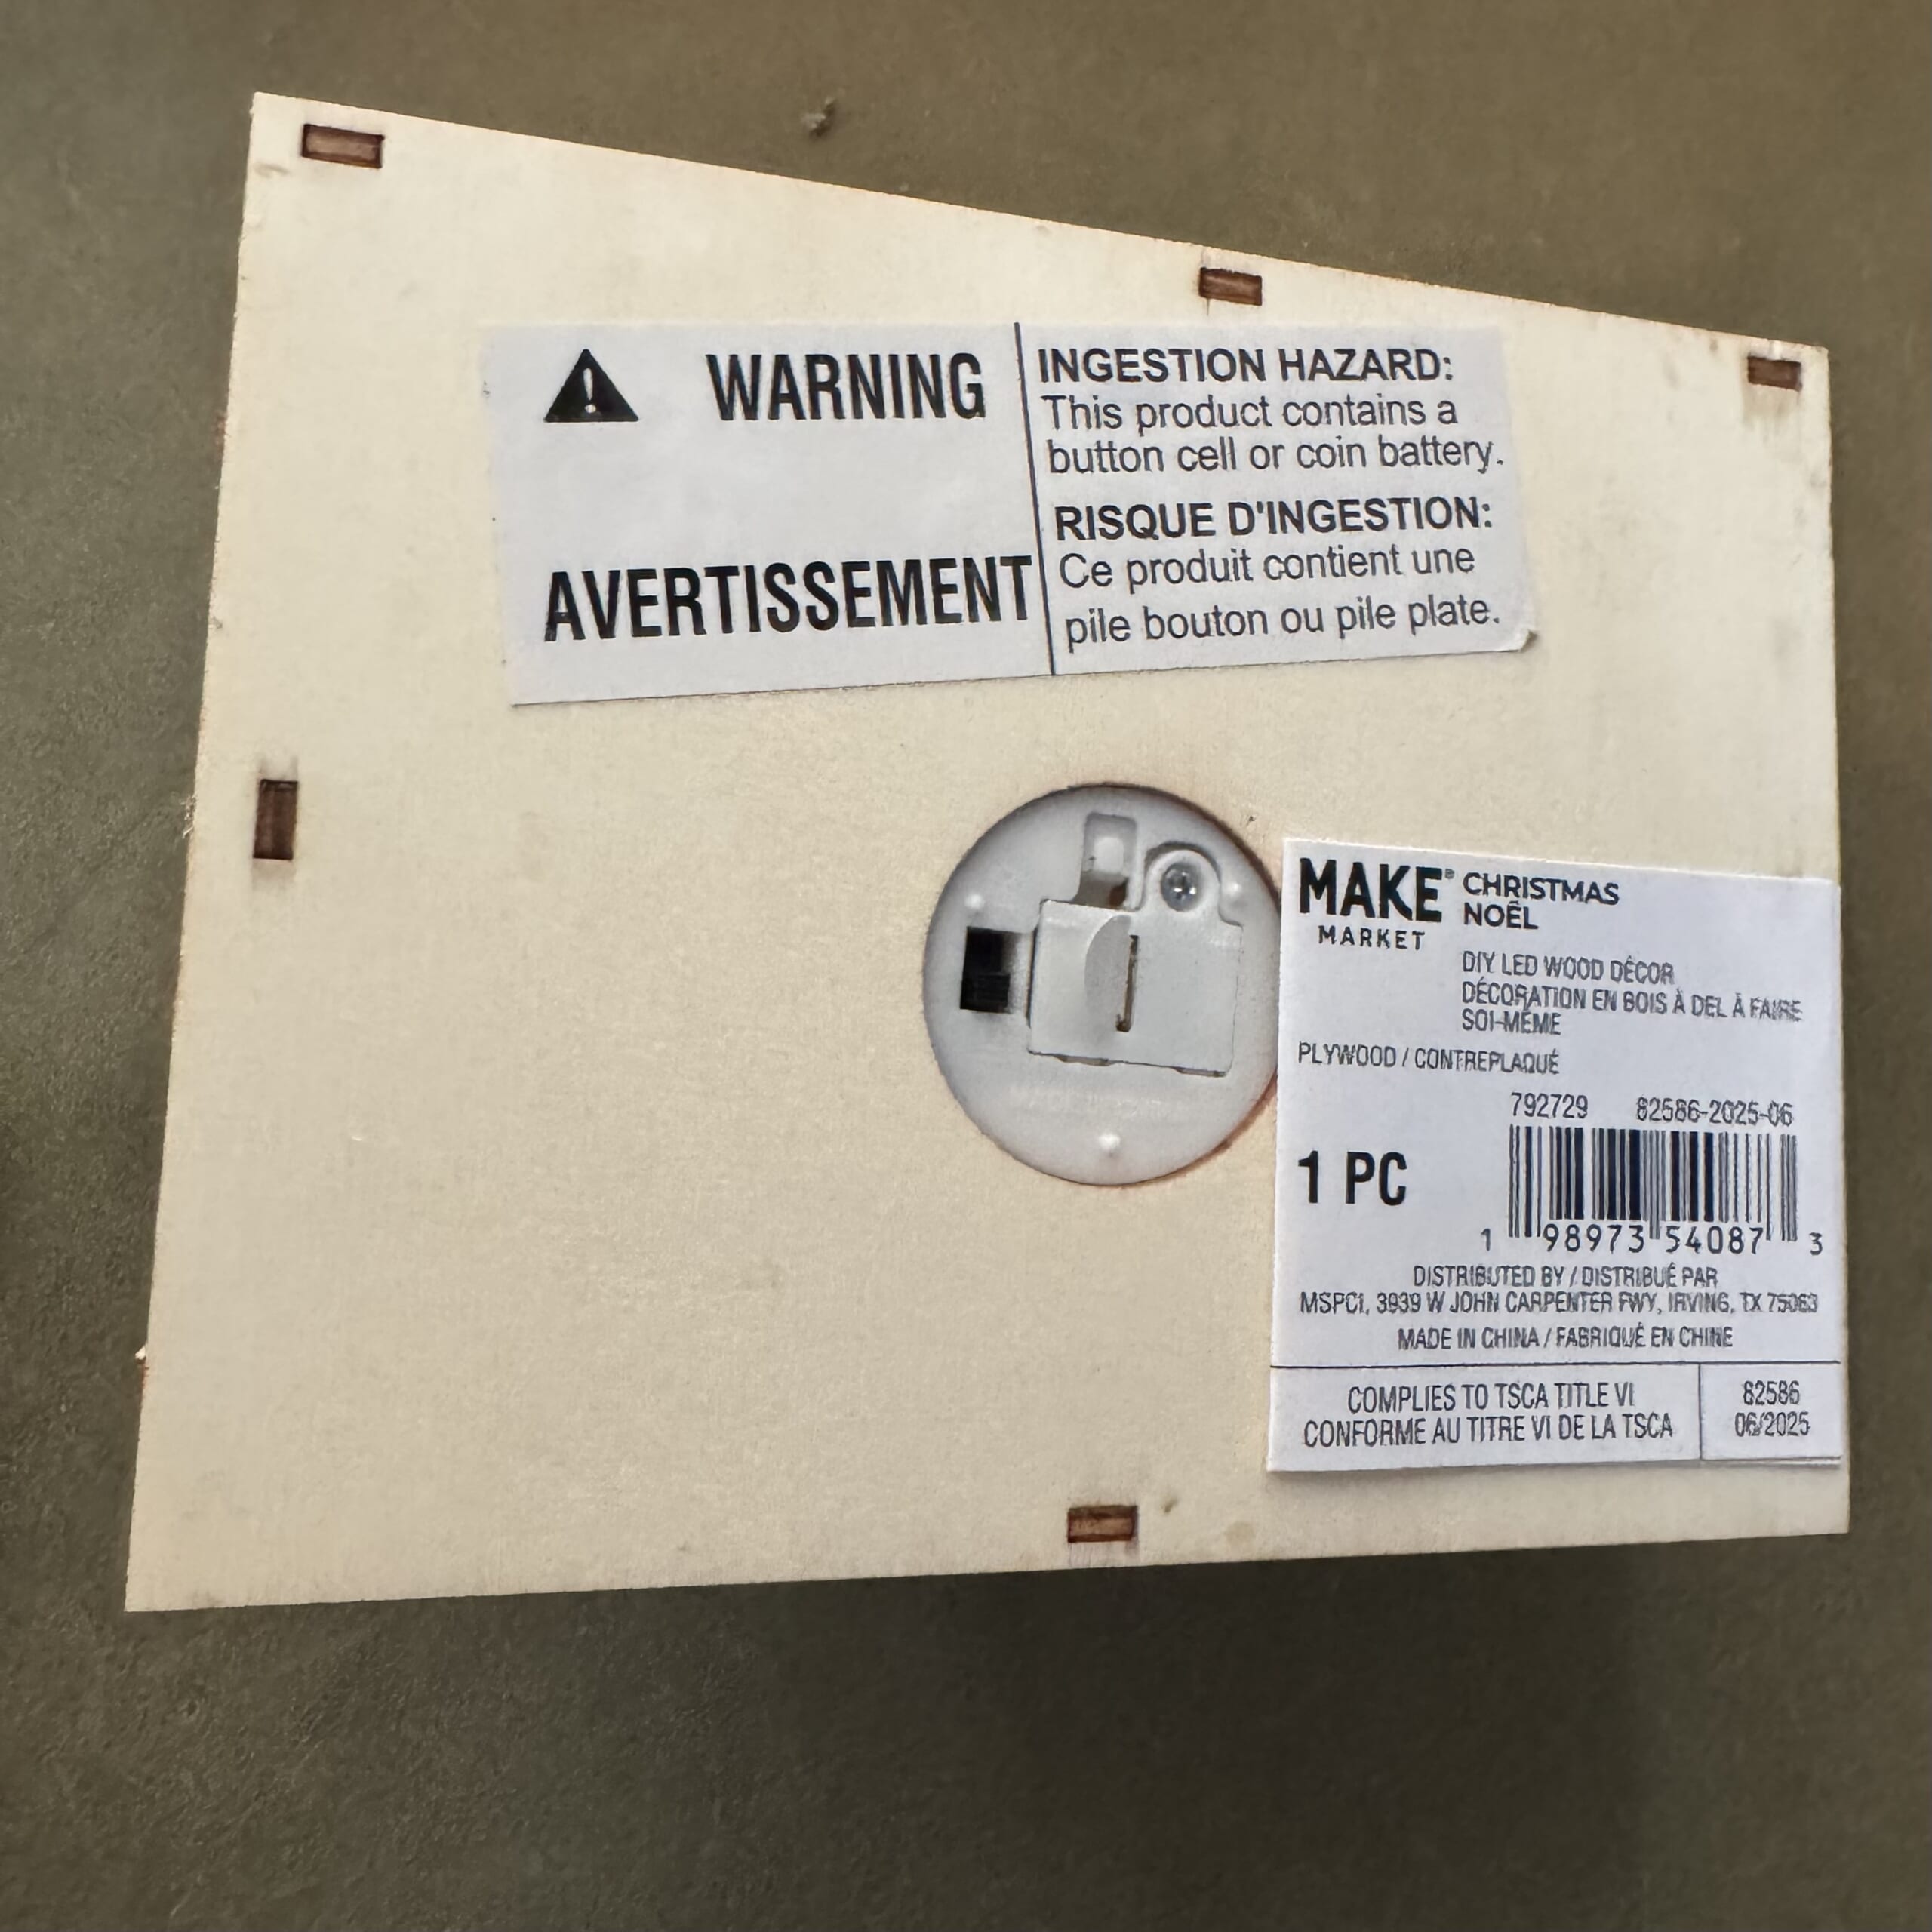 WARNING
AVERTISSEMENT
INGESTION HAZARD:
This product contains a
button cell or coin battery.
RISQUE D'INGESTION:
Ce produit contient une
pile bouton ou pile plate.
MAKE®
MARKET
CHRISTMAS
NOËL
DIY LED WOOD DÉCOR
DÉCORATION EN BOIS À DEL À FAIRE
SOI-MÊME
PLYWOOD / CONTREPLAQUÉ
792729 82586-2025-06
1 PC
1 98973 54087 3
DISTRIBUTED BY / DISTRIBUÉ PAR
MSPCI, 3939 W JOHN CARPENTER FWY, IRVING, TX 75063
MADE IN CHINA / FABRIQUÉ EN CHINE
COMPLIES TO TSCA TITLE VI
CONFORME AU TITRE VI DE LA TSCA
82586
06/2025